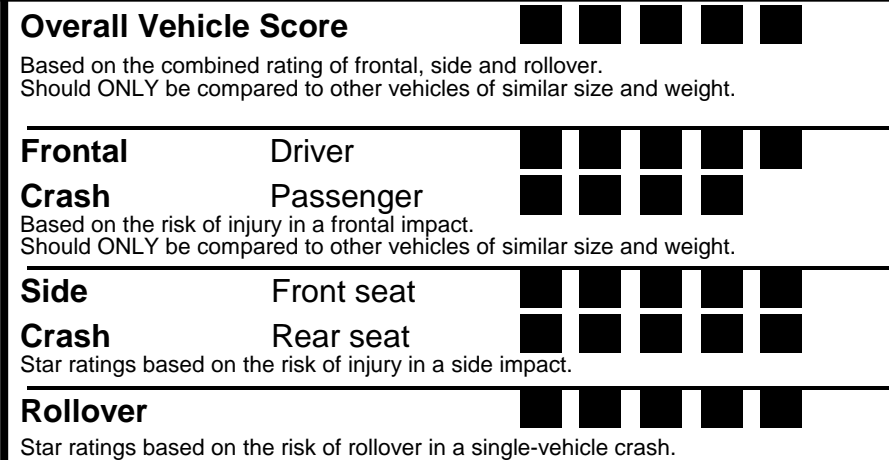 Overall Vehicle Score
Based on the combined rating of frontal, side and rollover.
Should ONLY be compared to other vehicles of similar size and weight.
Frontal Driver
Crash Passenger
Based on the risk of injury in a frontal impact.
Should ONLY be compared to other vehicles of similar size and weight.
Side Front seat
Crash Rear seat
Star ratings based on the risk of injury in a side impact.
Rollover
Star ratings based on the risk of rollover in a single-vehicle crash.